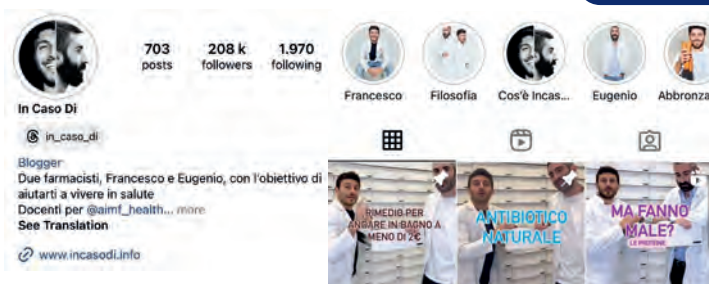 703 208 k 1.970
posts followers following
In Caso Di
in_caso_di
Blogger
Due farmacisti, Francesco e Eugenio, con l'obiettivo di
aiutarti a vivere in salute
Docenti per @aimf_health... more
See Translation
www.incasodi.info
Francesco Filosofia Cos'è Incas... Eugenio Abbronza
RIMEDIO PER
ANDARE IN BAGNO A
MENO DI 2€
ANTIBIOTICO
NATURALE
MA FANNO
MALE?
LE PROTEINE